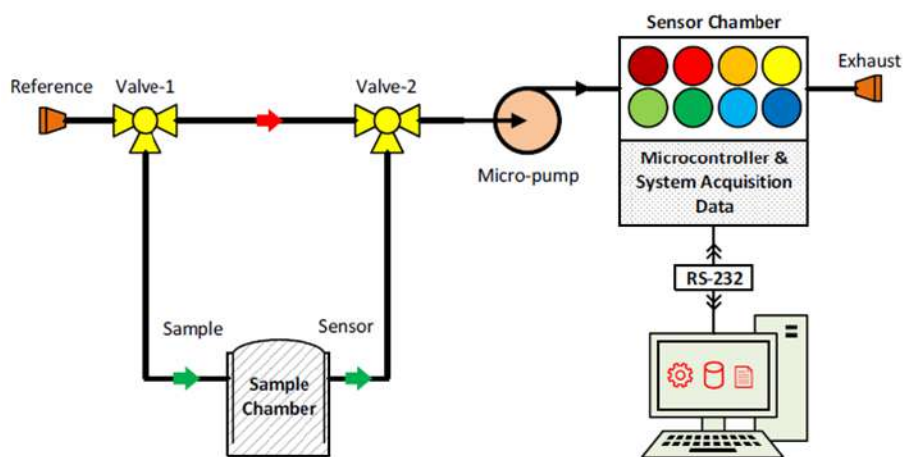 Sensor Chamber
Reference
Valve-1
Valve-2
Exhaust
Micro-pump
Microcontroller &
System Acquisition
Data
RS-232
Sample
Sensor
Sample
Chamber